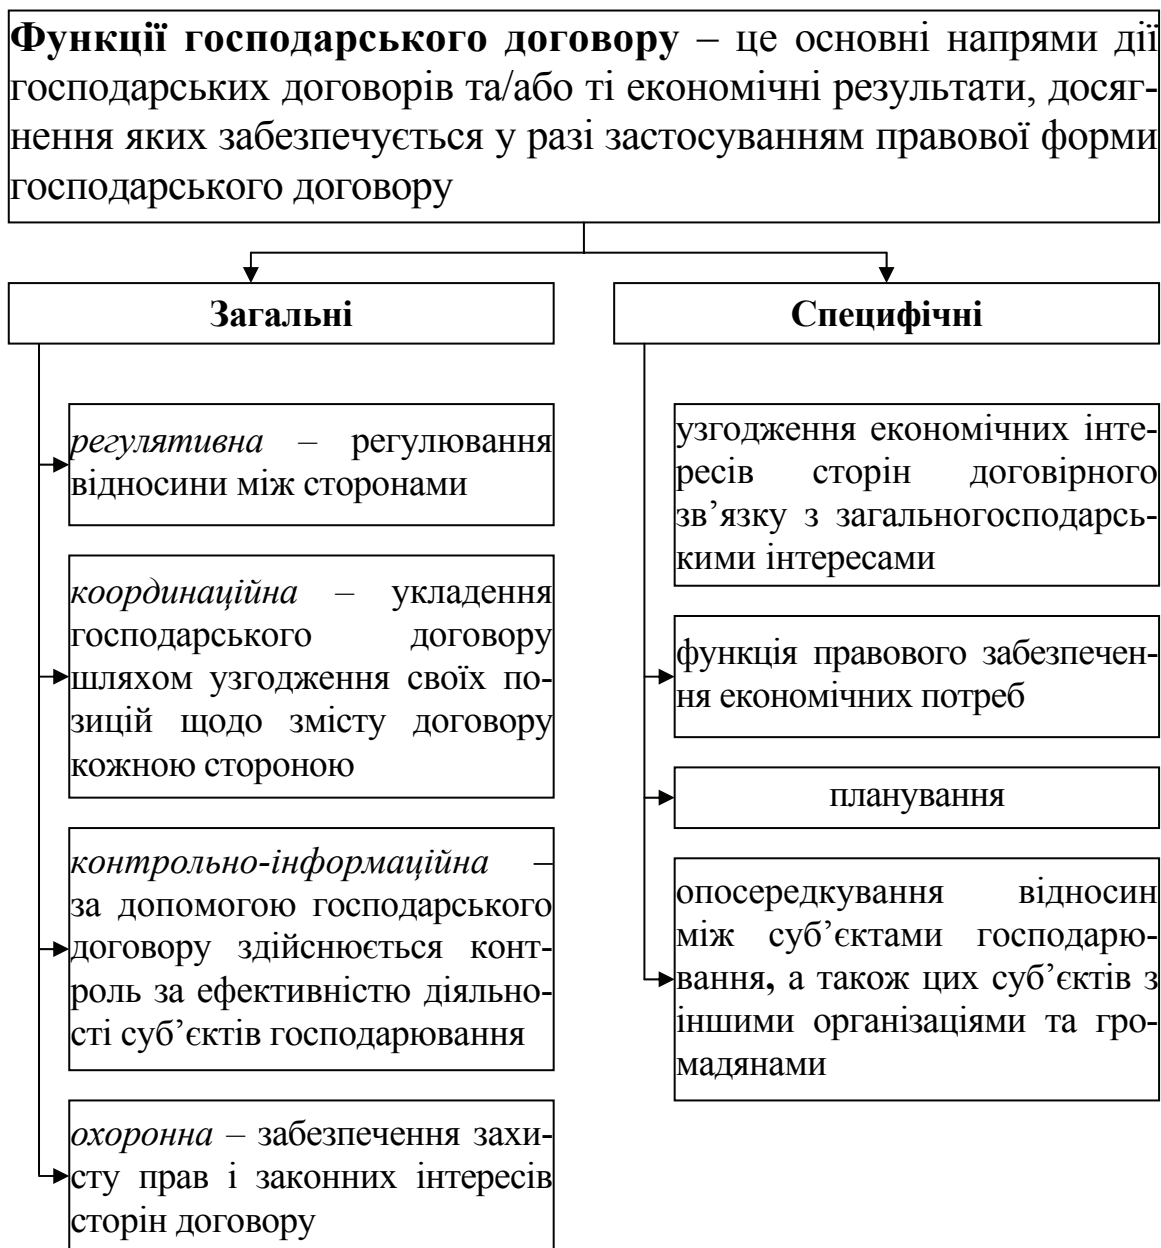 Функції господарського договору – це основні напрями дії
господарських договорів та/або ті економічні результати, досяг-
нення яких забезпечується у разі застосуванням правової форми
господарського договору
Загальні
регулятивна – регулювання
відносини між сторонами
координаційна – укладення
господарського договору
шляхом узгодження своїх по-
зицій щодо змісту договору
кожною стороною
контрольно-інформаційна –
за допомогою господарського
договору здійснюється конт-
роль за ефективністю діяльно-
сті суб’єктів господарювання
охоронна – забезпечення захи-
сту прав і законних інтересів
сторін договору
Специфічні
узгодження економічних інте-
ресів сторін договірного
зв’язку з загальногосподарсь-
кими інтересами
функція правового забезпечен-
ня економічних потреб
планування
опосередкування відносин
між суб’єктами господарю-
вання, а також цих суб’єктів з
іншими організаціями та гро-
мадянами